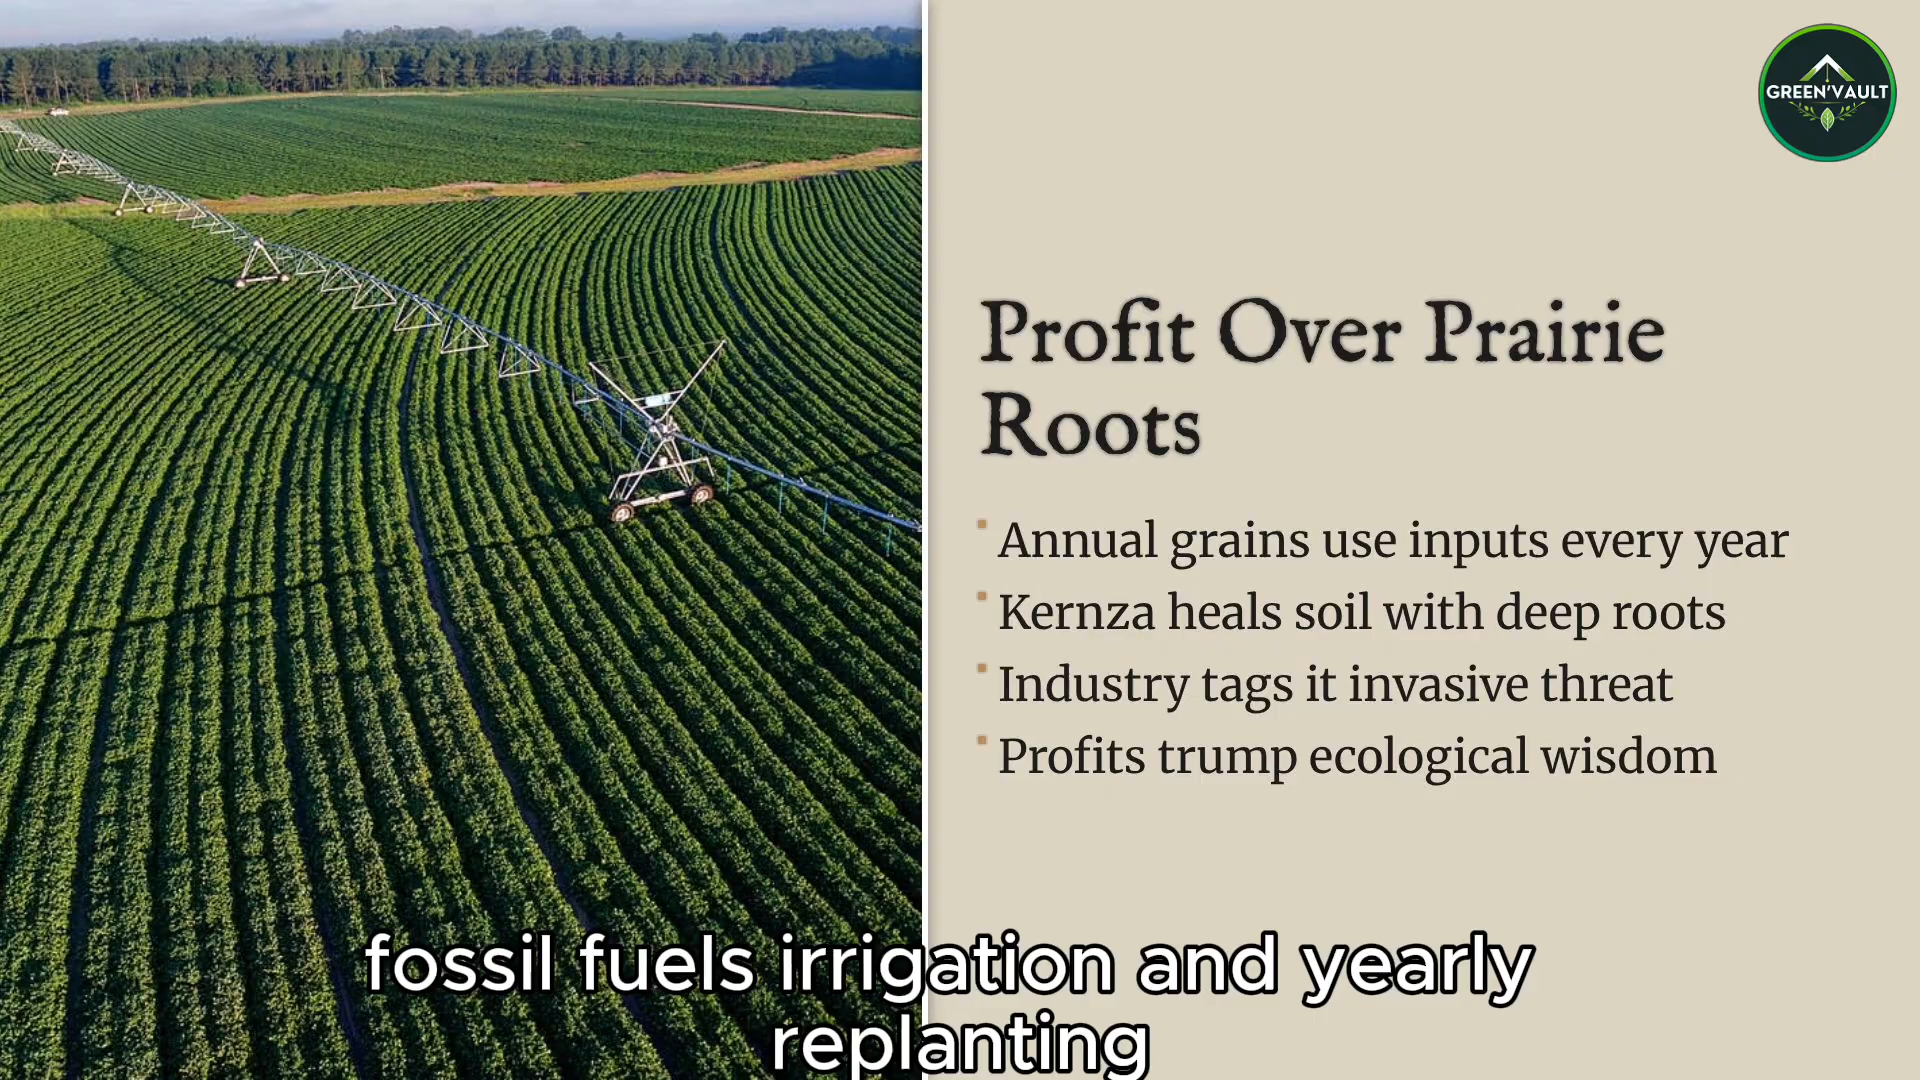 GREEN'VAULT
Profit Over Prairie
Roots
Annual grains use inputs every year
Kernza heals soil with deep roots
Industry tags it invasive threat
Profits trump ecological wisdom
fossil fuels irrigation and yearly
replanting